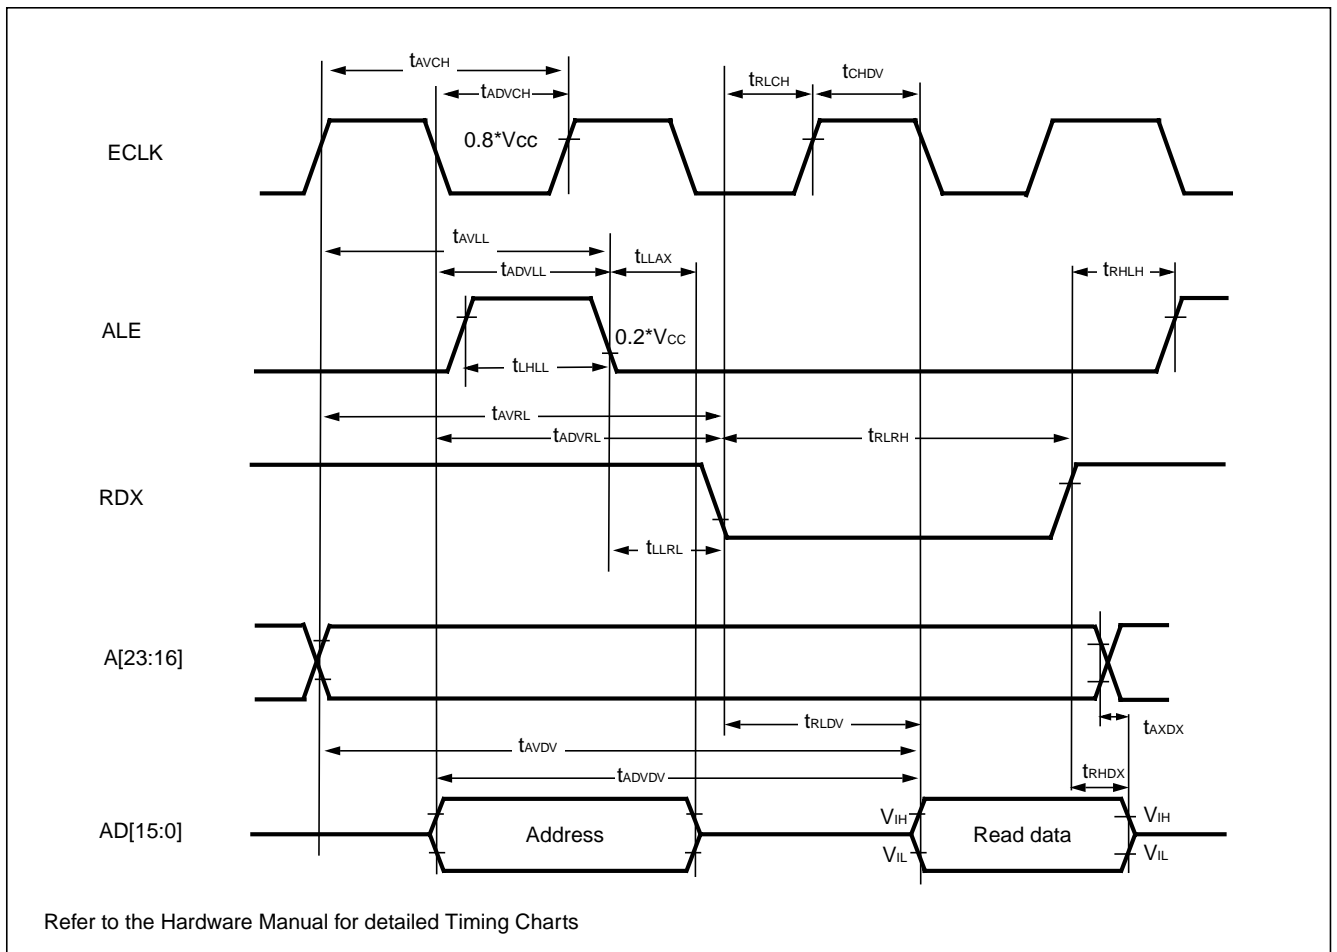 tAVCH
tADVCH
tRLCH
tCHDV
ECLK
0.8*Vcc
tAVLL
tADVLL
tLLAX
tRHLH
ALE
0.2*VCC
tLHLL
tAVRL
tADVRL
tRLRH
RDX
tLLRL
A[23:16]
tRLDV
tAXDX
tAVDV
tRHDX
tADVDV
AD[15:0]
Address
VIH
VIL
Read data
VIH
VIL
Refer to the Hardware Manual for detailed Timing Charts